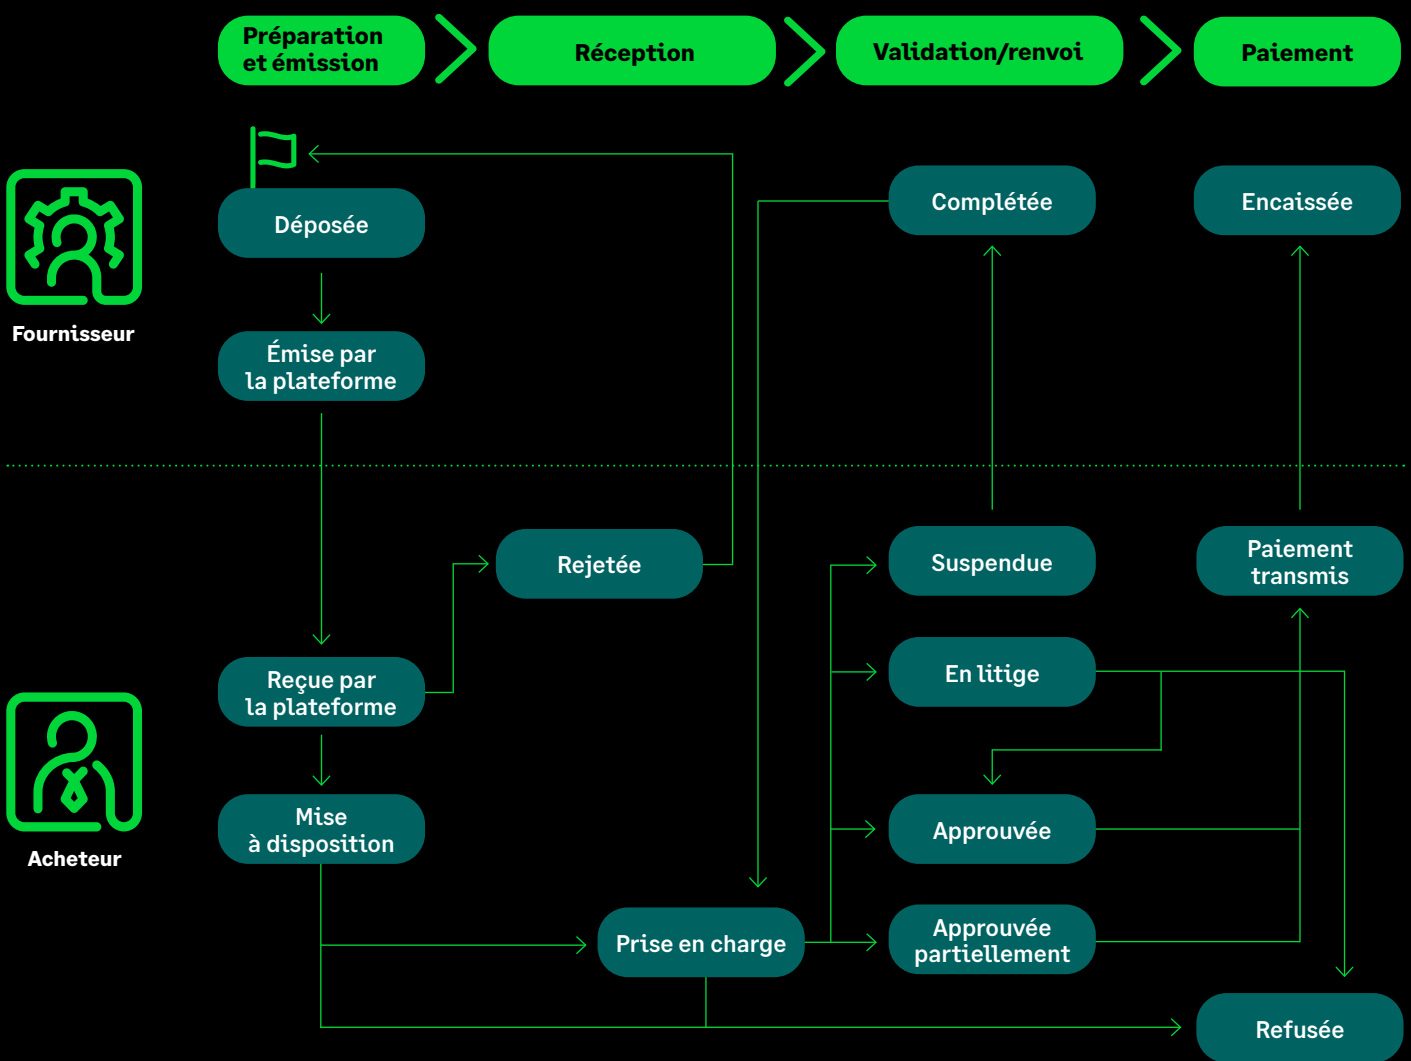 Préparation
et émission
Réception
Validation/renvoi
Paiement
Fournisseur
Déposée
Complétée
Encaissée
Émise par
la plateforme
Rejetée
Suspendue
Paiement
transmis
Acheteur
Reçue par
la plateforme
En litige
Mise
à disposition
Approuvée
Prise en charge
Approuvée
partiellement
Refusée